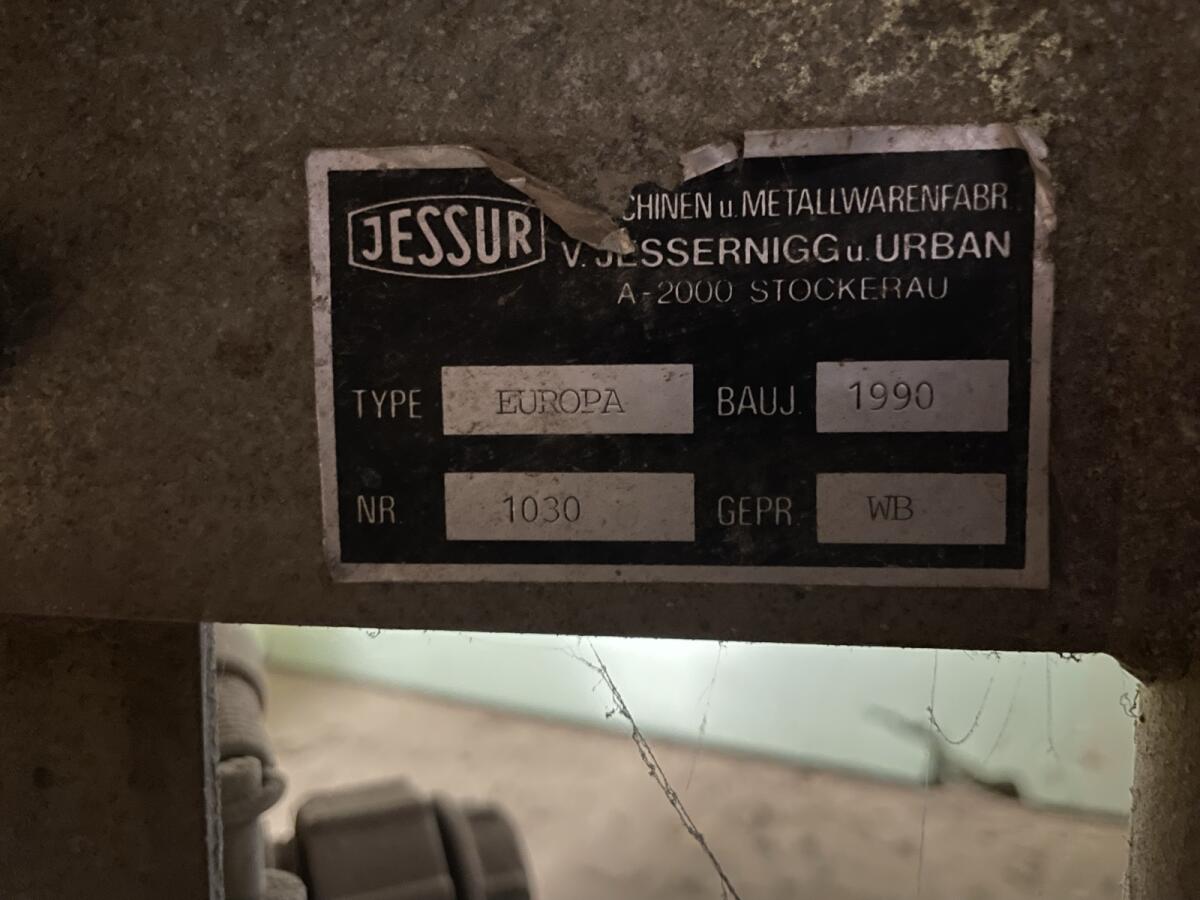 JESSUR
CHINEN u. METALLWARENFABR.
V. JESSERNIGG u. URBAN
A-2000 STOCKERAU
TYPE EUROPA BAUJ. 1990
NR. 1030 GEPR. WB